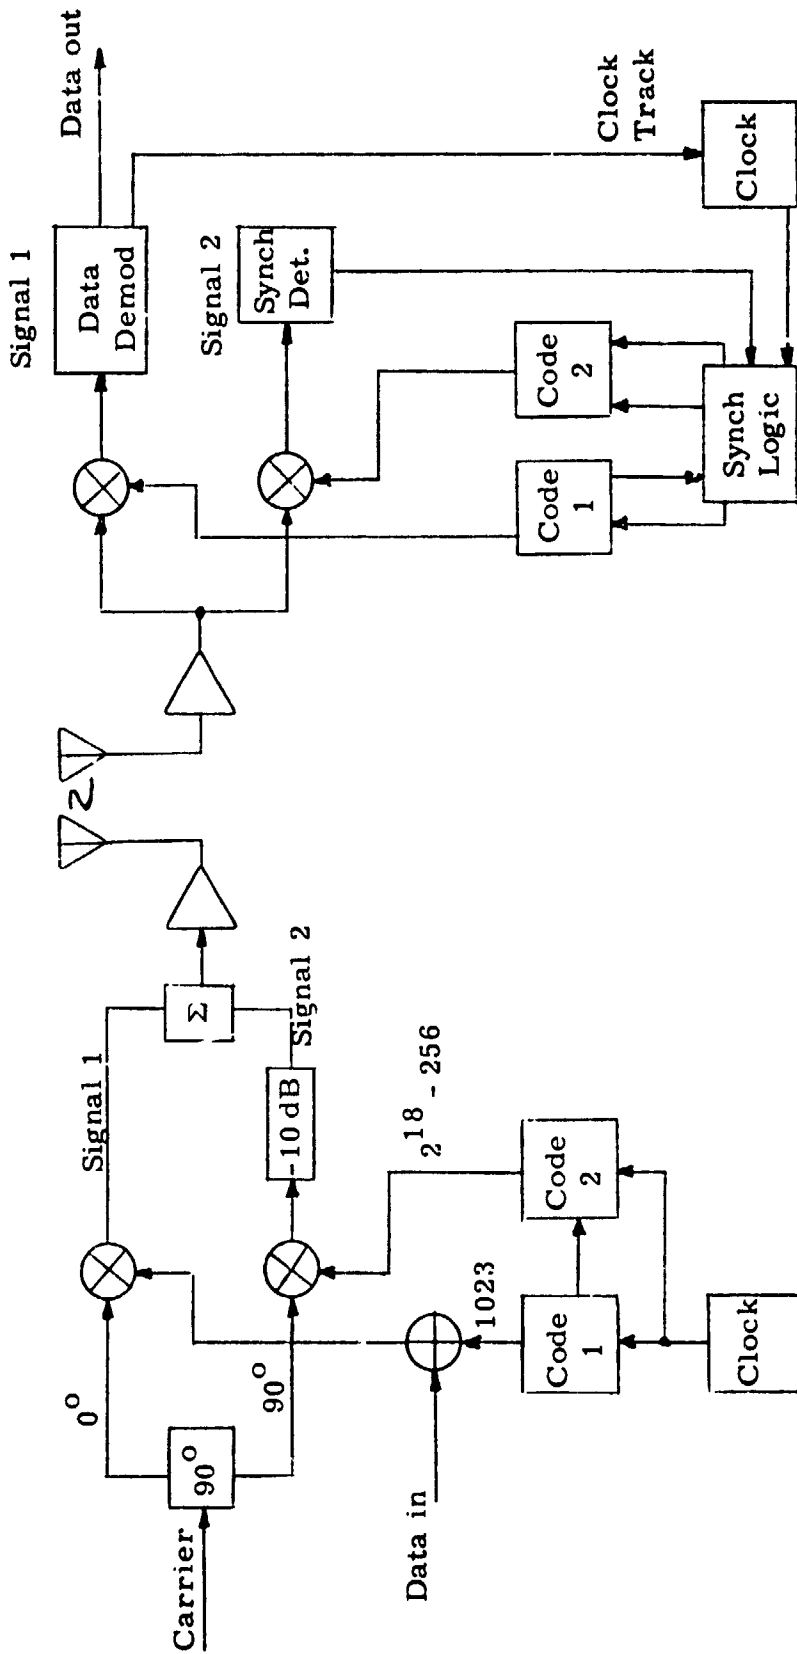 Carrier
90°
0°
90°
Signal 1
-10 dB
Signal 2
Σ
Data in
1023
2^18 - 256
Code
1
Code
2
Clock
Signal 1
Data
Demod
Data out
Signal 2
Synch
Det.
Code
1
Code
2
Synch
Logic
Clock
Track
Clock